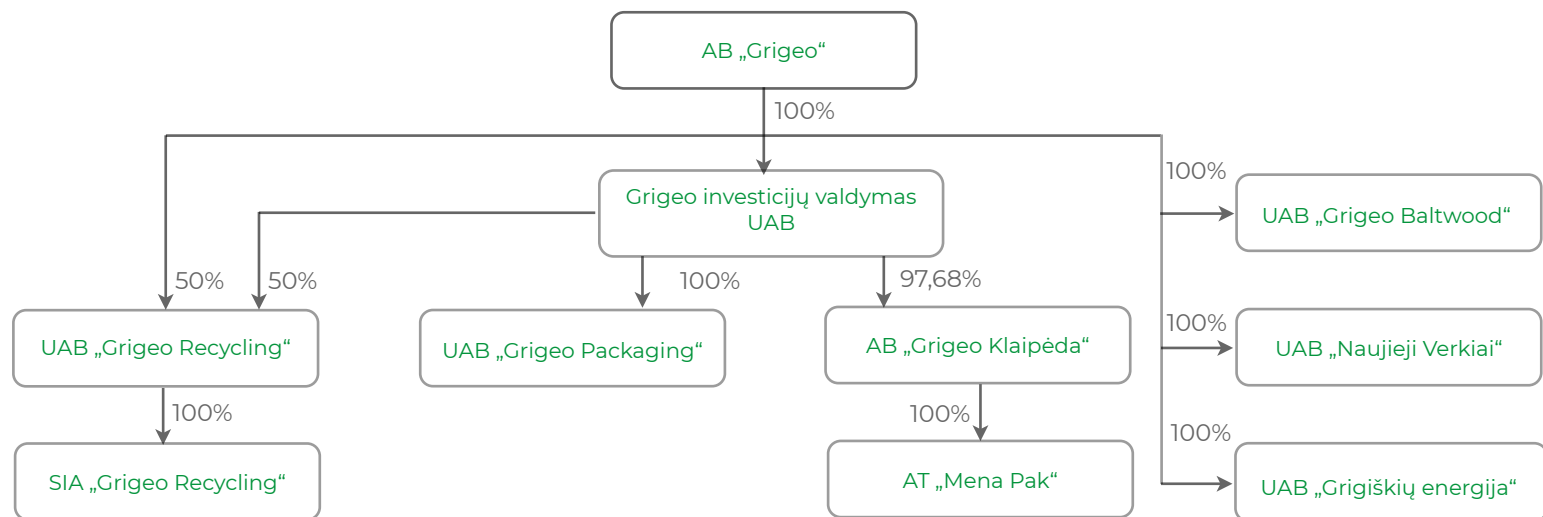 AB „Grigeo“
100%
Grigeo investicijų valdymas
UAB
100%
UAB „Grigeo Baltwood“
50%
50%
100%
97,68%
UAB „Grigeo Recycling“
UAB „Grigeo Packaging“
AB „Grigeo Klaipėda“
100%
UAB „Naujieji Verkiai“
100%
100%
100%
SIA „Grigeo Recycling“
AT „Mena Pak“
UAB „Grigiškių energija“